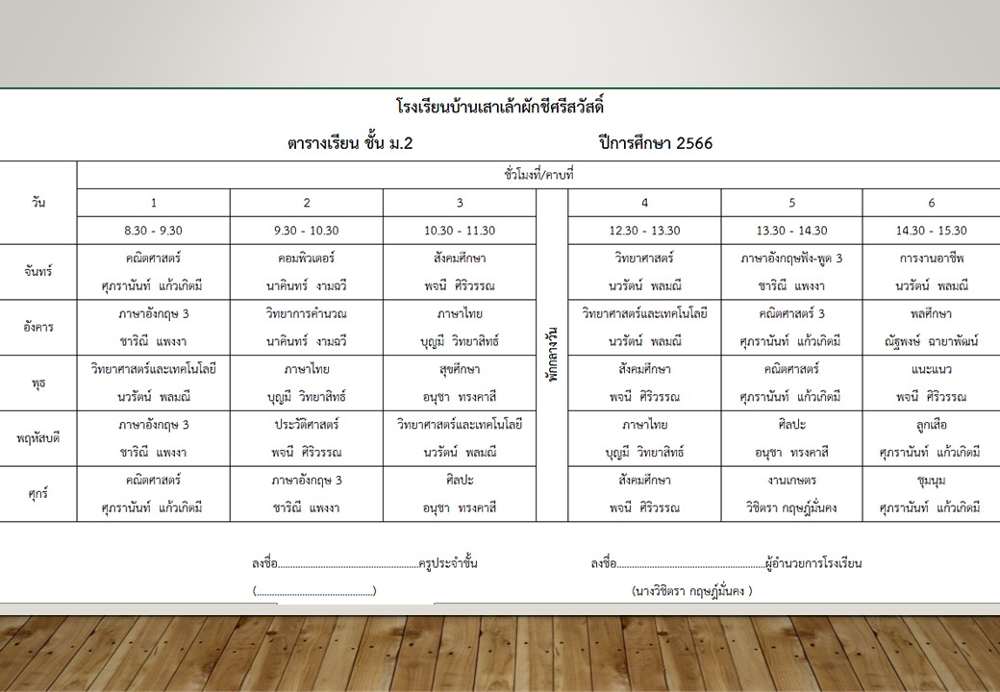 โรงเรียนบ้านเสาเล้าผักชีศรีสวัสดิ์
ตารางเรียน ชั้น ม.2 ปีการศึกษา 2566
วัน ชั่วโมงที่/คาบที่
1 2 3 พักกลางวัน 4 5 6
8.30 - 9.30 9.30 - 10.30 10.30 - 11.30 12.30 - 13.30 13.30 - 14.30 14.30 - 15.30
จันทร์ คณิตศาสตร์ คอมพิวเตอร์ สังคมศึกษา วิทยาศาสตร์ ภาษาอังกฤษฟัง-พูด 3 การงานอาชีพ
ศุภรานันท์ แก้วเกิดมี นาคินทร์ งามฉวี พจนี ศิริวรรณ นวรัตน์ พลมณี ชาริณี แพงงา นวรัตน์ พลมณี
อังคาร ภาษาอังกฤษ 3 วิทยาการคำนวณ ภาษาไทย วิทยาศาสตร์และเทคโนโลยี คณิตศาสตร์ 3 พลศึกษา
ชาริณี แพงงา นาคินทร์ งามฉวี บุญมี วิทยาสิทธ์ นวรัตน์ พลมณี ศุภรานันท์ แก้วเกิดมี ณัฐพงษ์ ฉายาพัฒน์
พุธ วิทยาศาสตร์และเทคโนโลยี ภาษาไทย สุขศึกษา สังคมศึกษา คณิตศาสตร์ แนะแนว
นวรัตน์ พลมณี บุญมี วิทยาสิทธ์ อนุชา ทรงคาสี พจนี ศิริวรรณ ศุภรานันท์ แก้วเกิดมี พจนี ศิริวรรณ
พฤหัสบดี ภาษาอังกฤษ 3 ประวัติศาสตร์ วิทยาศาสตร์และเทคโนโลยี ภาษาไทย ศิลปะ ลูกเสือ
ชาริณี แพงงา พจนี ศิริวรรณ นวรัตน์ พลมณี บุญมี วิทยาสิทธ์ อนุชา ทรงคาสี ศุภรานันท์ แก้วเกิดมี
ศุกร์ คณิตศาสตร์ ภาษาอังกฤษ 3 ศิลปะ สังคมศึกษา งานเกษตร ชุมนุม
ศุภรานันท์ แก้วเกิดมี ชาริณี แพงงา อนุชา ทรงคาสี พจนี ศิริวรรณ วิชิตรา กฤษฎ์มั่นคง ศุภรานันท์ แก้วเกิดมี
ลงชื่อ..................................................ครูประจำชั้น ลงชื่อ.....................................................ผู้อำนวยการโรงเรียน
(..........................................) (นางวิชิตรา กฤษฎ์มั่นคง )